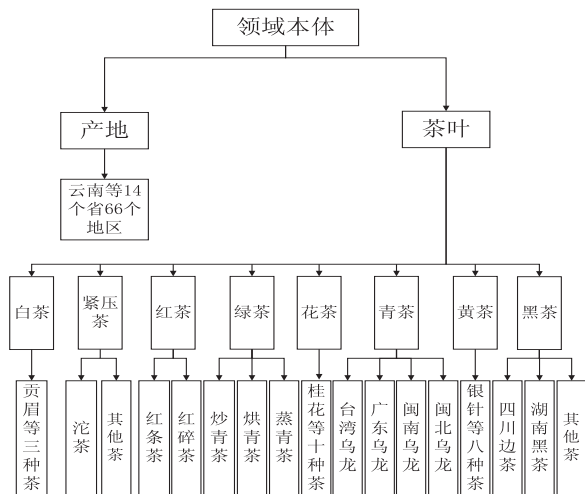 领域本体
产地
茶叶
云南等14
个省66个
地区
白茶
紧压
茶
红茶
绿茶
花茶
青茶
黄茶
黑茶
贡眉等三种茶
沱茶
其他茶
红条茶
红碎茶
炒青茶
烘青茶
蒸青茶
桂花等十种茶
台湾乌龙
广东乌龙
闽南乌龙
闽北乌龙
银针等八种茶
四川边茶
湖南黑茶
其他茶